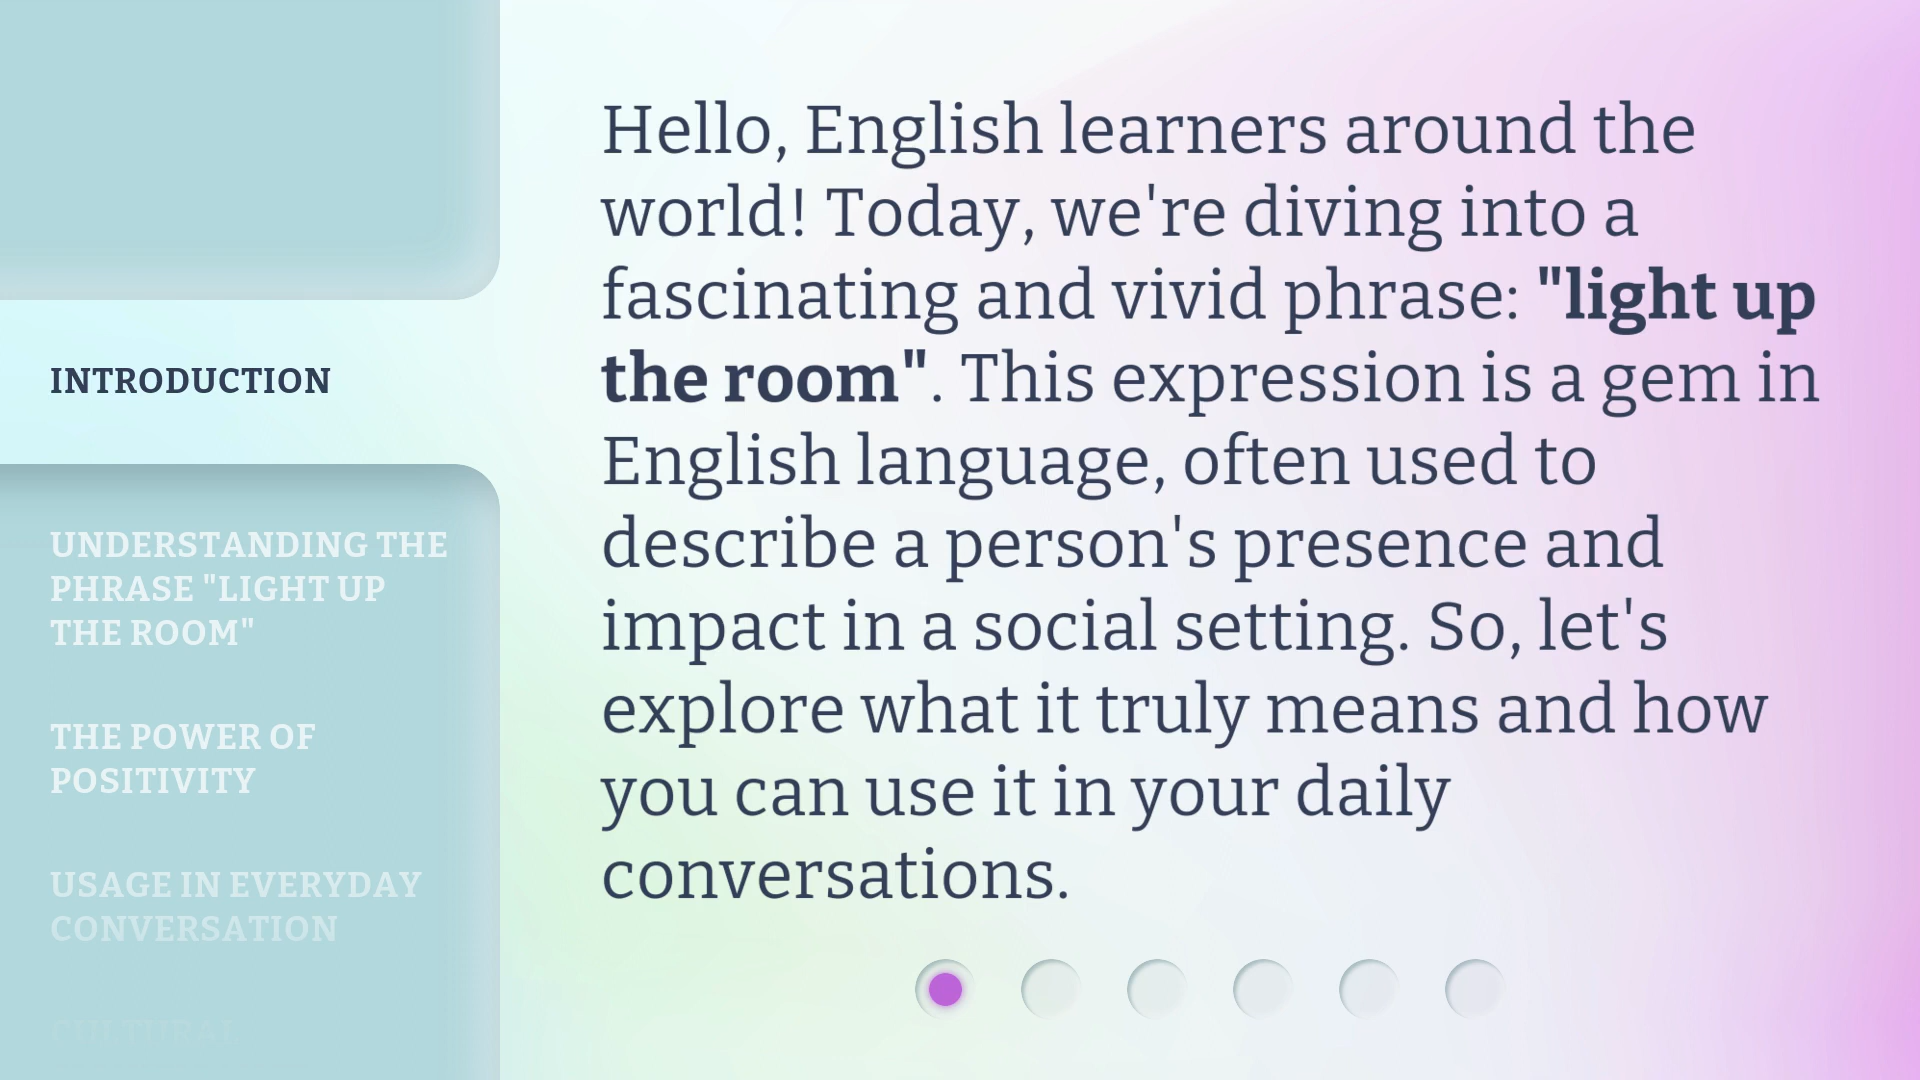 INTRODUCTION
UNDERSTANDING THE
PHRASE "LIGHT UP
THE ROOM"
THE POWER OF
POSITIVITY
USAGE IN EVERYDAY
CONVERSATION
CULTURAL
Hello, English learners around the
world! Today, we're diving into a
fascinating and vivid phrase: "light up
the room". This expression is a gem in
English language, often used to
describe a person's presence and
impact in a social setting. So, let's
explore what it truly means and how
you can use it in your daily
conversations.